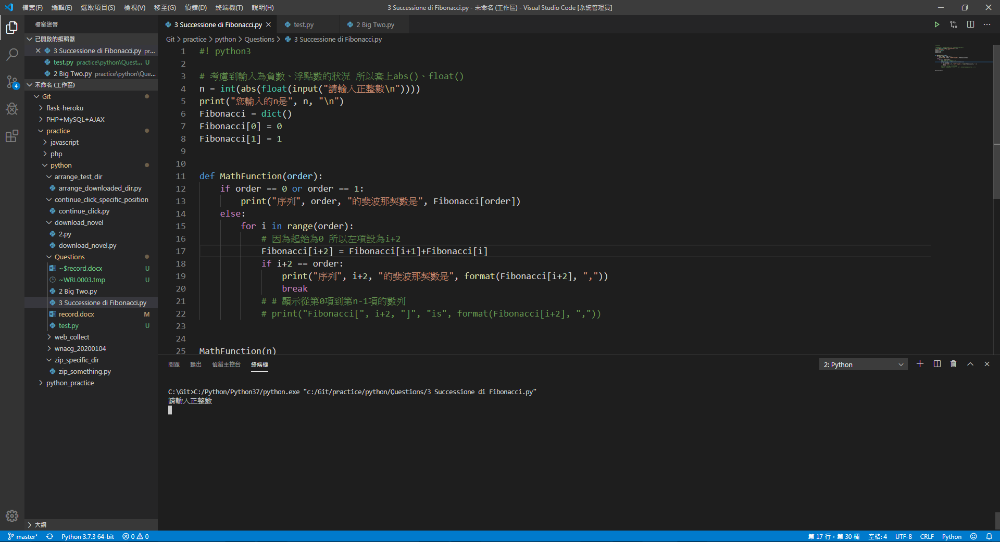 檔案(F) 編輯(E) 選取項目(S) 檢視(V) 移至(G) 偵錯(D) 終端機(T) 說明(H)
3 Successione di Fibonacci.py - 未命名 (工作區) - Visual Studio Code [系統管理員]
檔案總管
已開啟的編輯器
3 Successione di Fibonacci.py pr...
test.py practice\python\Quest... U
2 Big Two.py practice\python\Que...
未命名 (工作區)
Git
flask-heroku
PHP+MySQL+AJAX
practice
javascript
php
python
arrange_test_dir
arrange_downloaded_dir.py
continue_click_specific_position
continue_click.py
download_novel
2.py
download_novel.py
Questions
~$record.docx U
~WRL0003.tmp U
2 Big Two.py
3 Successione di Fibonacci.py
record.docx M
test.py U
web_collect
wnacg_20200104
zip_specific_dir
zip_something.py
python_practice
大綱
4
3 Successione di Fibonacci.py test.py 2 Big Two.py
Git > practice > python > Questions > 3 Successione di Fibonacci.py
1 #! python3
2
3 # 考慮到輸入為負數、浮點數的狀況 所以套上abs()、float()
4 n = int(abs(float(input("請輸入正整數\n"))))
5 print("您輸入的n是", n, "\n")
6 Fibonacci = dict()
7 Fibonacci[0] = 0
8 Fibonacci[1] = 1
9
10
11 def MathFunction(order):
12 if order == 0 or order == 1:
13 print("序列", order, "的斐波那契數是", Fibonacci[order])
14 else:
15 for i in range(order):
16 # 因為起始為0 所以左項設為i+2
17 Fibonacci[i+2] = Fibonacci[i+1]+Fibonacci[i]
18 if i+2 == order:
19 print("序列", i+2, "的斐波那契數是", format(Fibonacci[i+2], ","))
20 break
21 # # 顯示從第0項到第n-1項的數列
22 # print("Fibonacci[", i+2, "]", "is", format(Fibonacci[i+2], ","))
23
24
25 MathFunction(n)
問題 輸出 偵錯主控台 終端機 2: Python
C:\Git>C:/Python/Python37/python.exe "c:/Git/practice/python/Questions/3 Successione di Fibonacci.py"
請輸入正整數
master* Python 3.7.3 64-bit 0 0 第 17 行，第 30 欄 空格: 4 UTF-8 CRLF Python